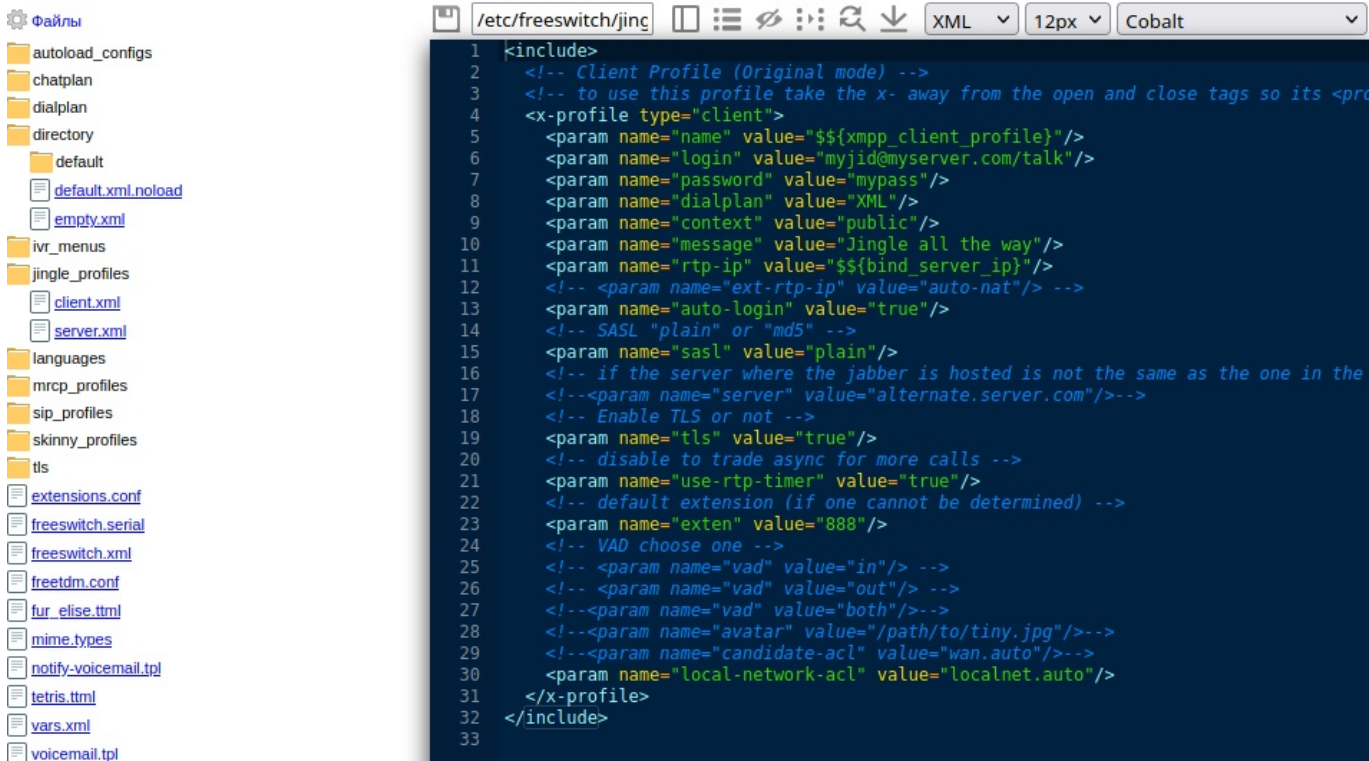 Файлы
autoload_configs
chatplan
dialplan
directory
default
default.xml.noload
empty.xml
ivr_menus
jingle_profiles
client.xml
server.xml
languages
mrcp_profiles
sip_profiles
skinny_profiles
tls
extensions.conf
freeswitch.serial
freeswitch.xml
freetdm.conf
fur_elise.ttml
mime.types
notify-voicemail.tpl
tetris.ttml
vars.xml
voicemail.tpl
/etc/freeswitch/jing XML 12px Cobalt
1 <include>
2 <!-- Client Profile (Original mode) -->
3 <!-- to use this profile take the x- away from the open and close tags so its <pro
4 <x-profile type="client">
5 <param name="name" value="$${xmpp_client_profile}"/>
6 <param name="login" value="myjid@myserver.com/talk"/>
7 <param name="password" value="mypass"/>
8 <param name="dialplan" value="XML"/>
9 <param name="context" value="public"/>
10 <param name="message" value="Jingle all the way"/>
11 <param name="rtp-ip" value="$${bind_server_ip}"/>
12 <!-- <param name="ext-rtp-ip" value="auto-nat"/> -->
13 <param name="auto-login" value="true"/>
14 <!-- SASL "plain" or "md5" -->
15 <param name="sasl" value="plain"/>
16 <!-- if the server where the jabber is hosted is not the same as the one in the
17 <!--<param name="server" value="alternate.server.com"/>-->
18 <!-- Enable TLS or not -->
19 <param name="tls" value="true"/>
20 <!-- disable to trade async for more calls -->
21 <param name="use-rtp-timer" value="true"/>
22 <!-- default extension (if one cannot be determined) -->
23 <param name="exten" value="888"/>
24 <!-- VAD choose one -->
25 <!-- <param name="vad" value="in"/> -->
26 <!-- <param name="vad" value="out"/> -->
27 <!--<param name="vad" value="both"/>-->
28 <!--<param name="avatar" value="/path/to/tiny.jpg"/>-->
29 <!--<param name="candidate-acl" value="wan.auto"/>-->
30 <param name="local-network-acl" value="localnet.auto"/>
31 </x-profile>
32 </include>
33